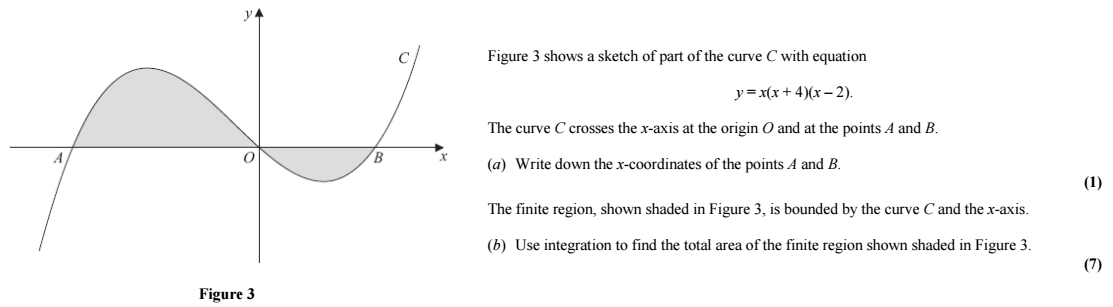 y
C
A
O
B
x
Figure 3
Figure 3 shows a sketch of part of the curve C with equation
y = x(x + 4)(x – 2).
The curve C crosses the x-axis at the origin O and at the points A and B.
(a) Write down the x-coordinates of the points A and B.
(1)
The finite region, shown shaded in Figure 3, is bounded by the curve C and the x-axis.
(b) Use integration to find the total area of the finite region shown shaded in Figure 3.
(7)